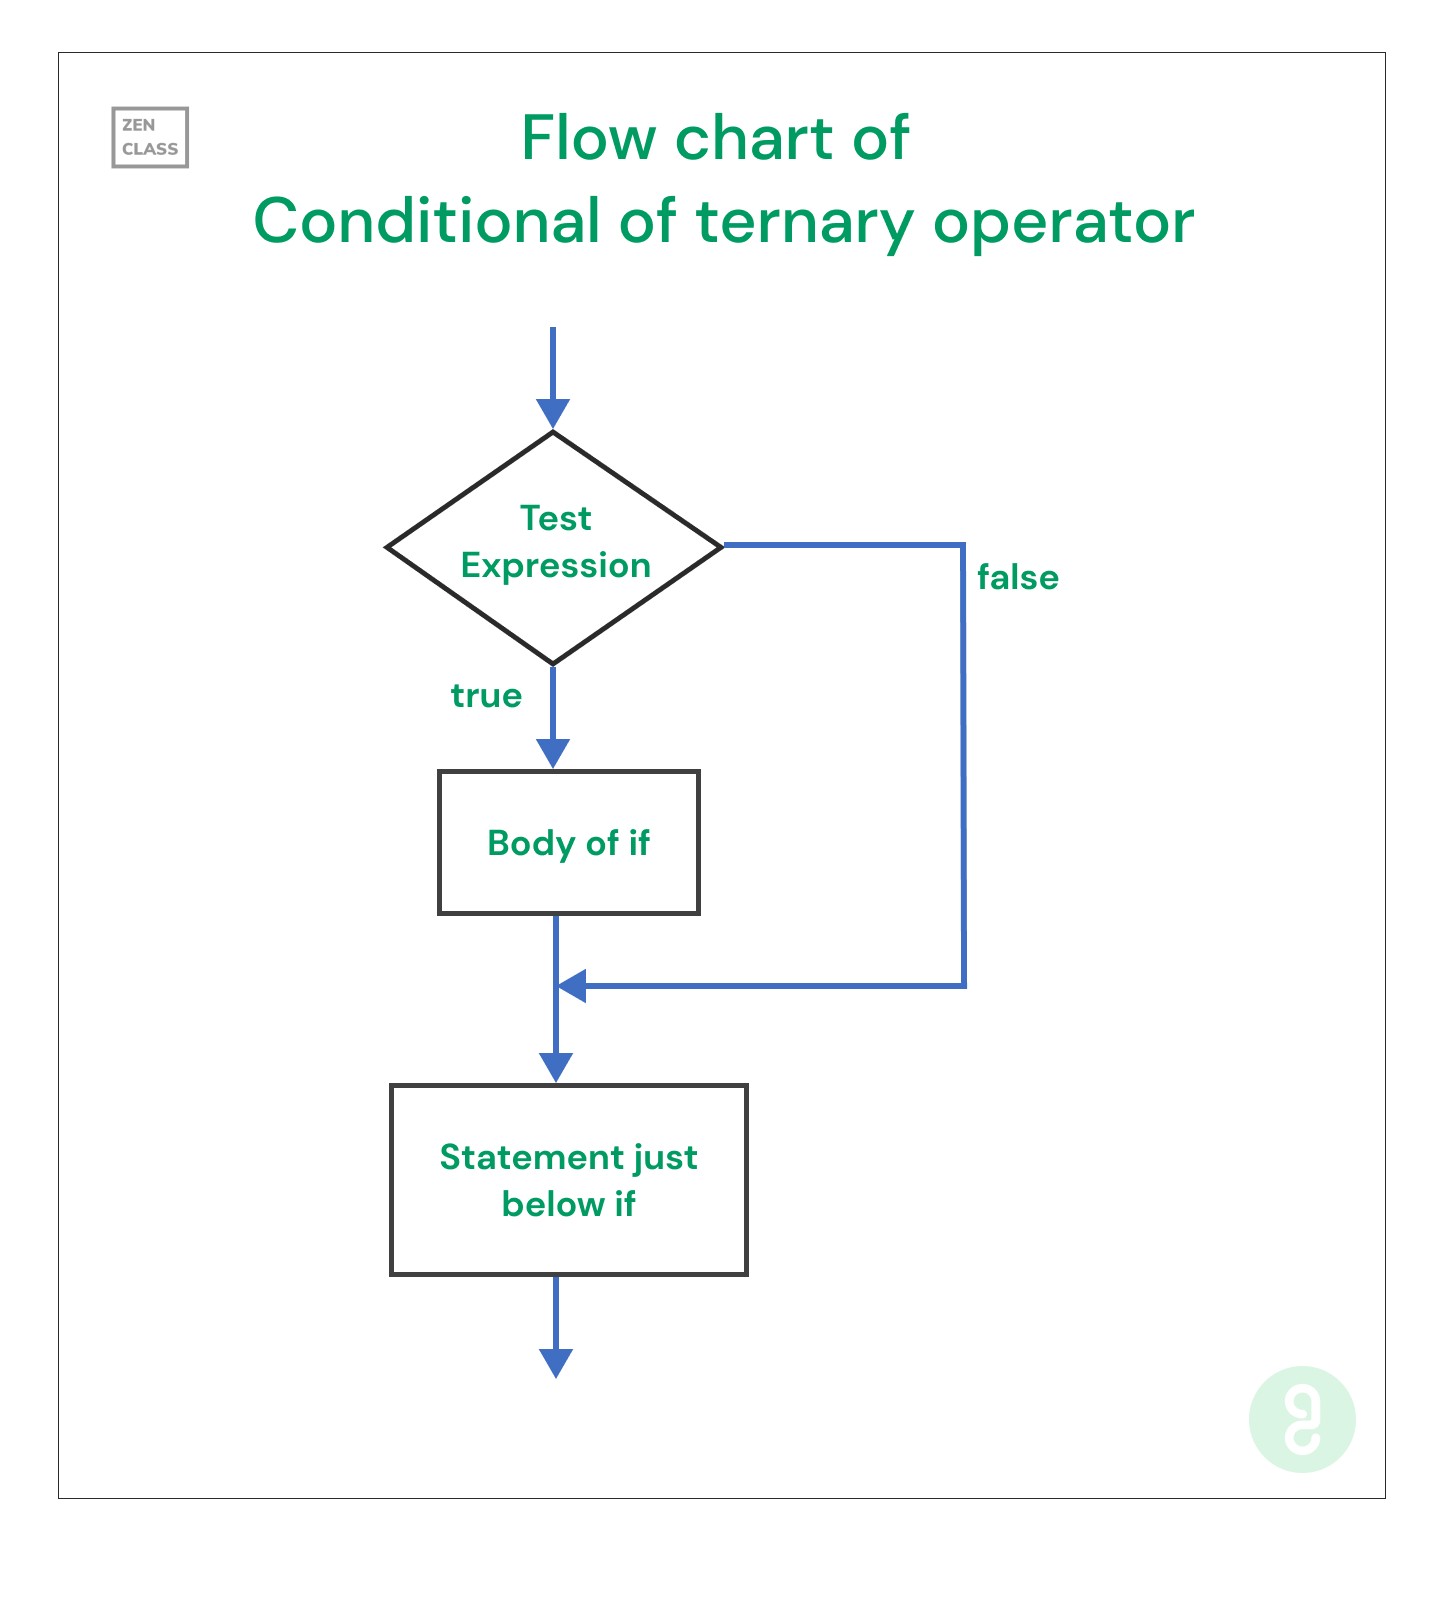 ZEN
CLASS
Flow chart of
Conditional of ternary operator
Test
Expression
false
true
Body of if
Statement just
below if